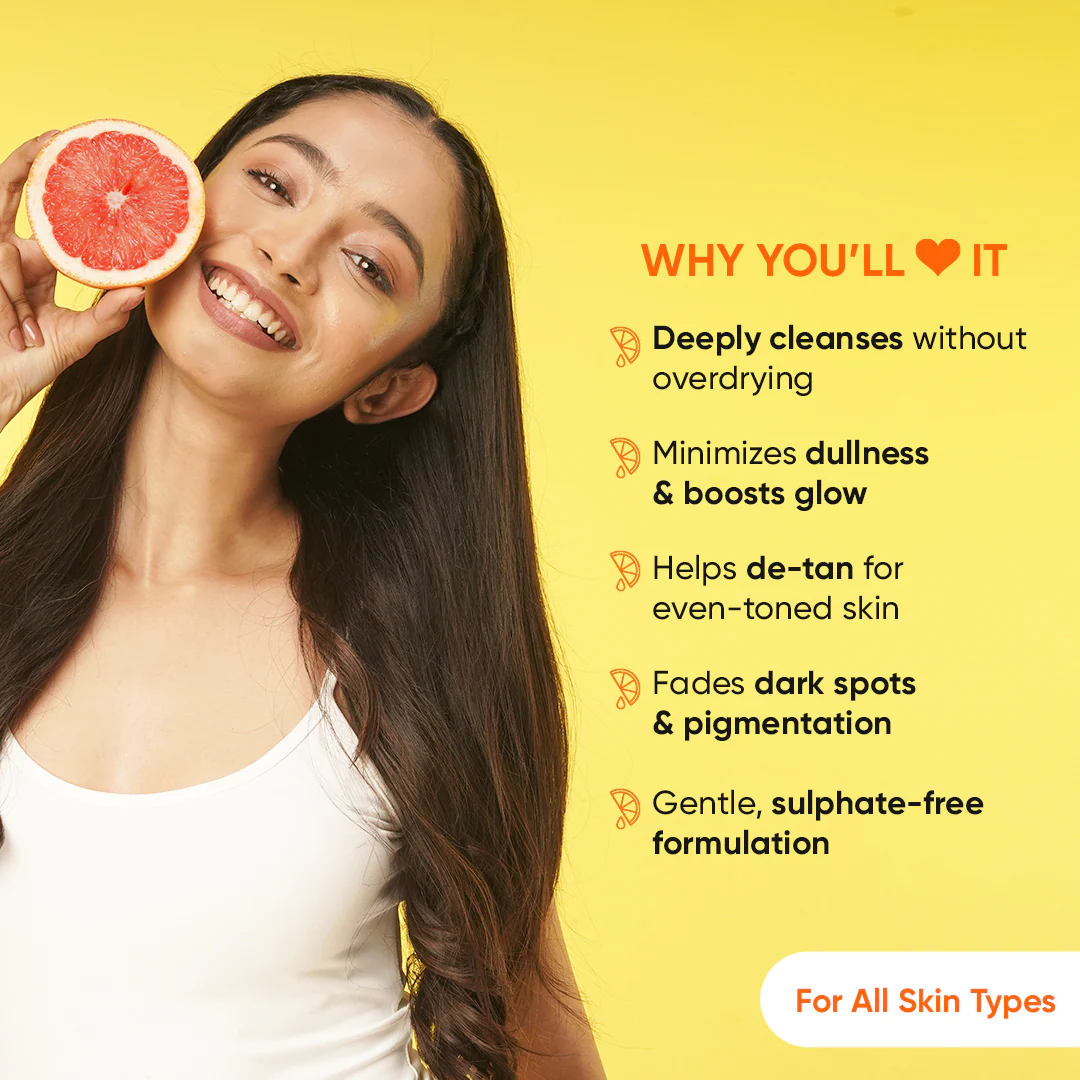 WHY YOU'LL ❤ IT
Deeply cleanses without
overdrying
Minimizes dullness
& boosts glow
Helps de-tan for
even-toned skin
Fades dark spots
& pigmentation
Gentle, sulphate-free
formulation
For All Skin Types